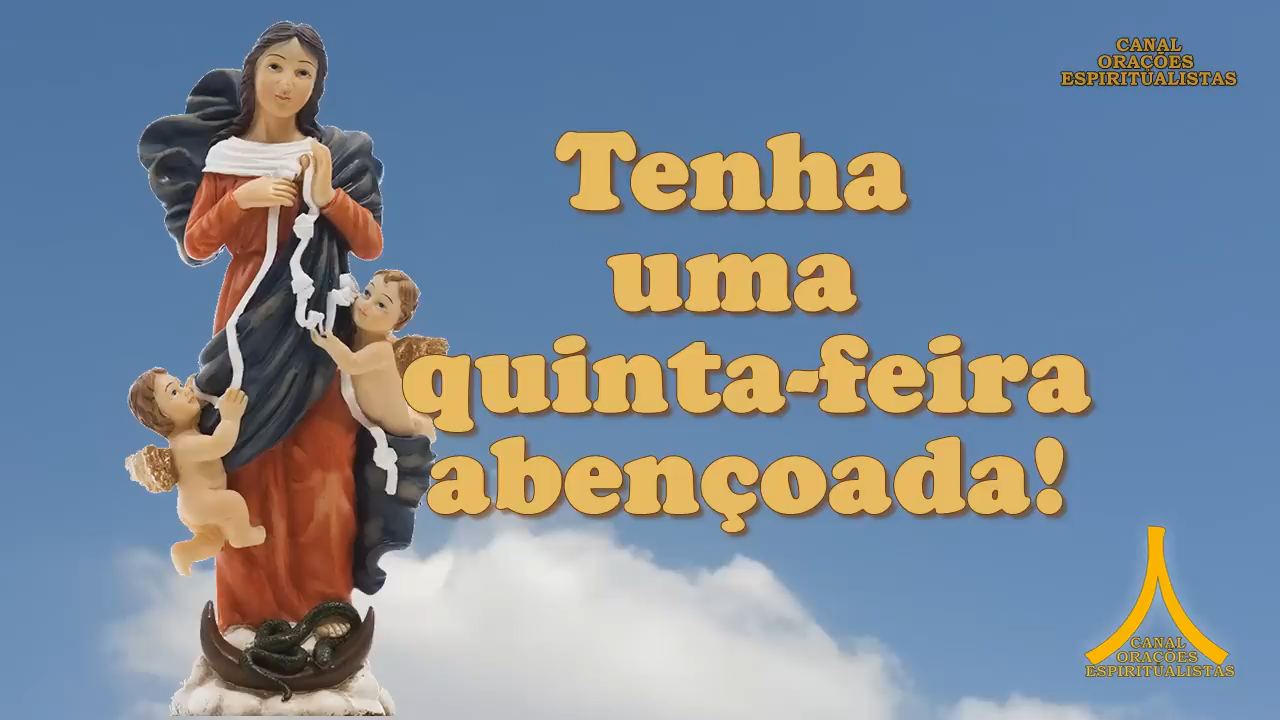 CANAL
ORAÇÕES
ESPIRITUALISTAS
Tenha
uma
quinta-feira
abençoada!
CANAL
ORAÇÕES
ESPIRITUALISTAS